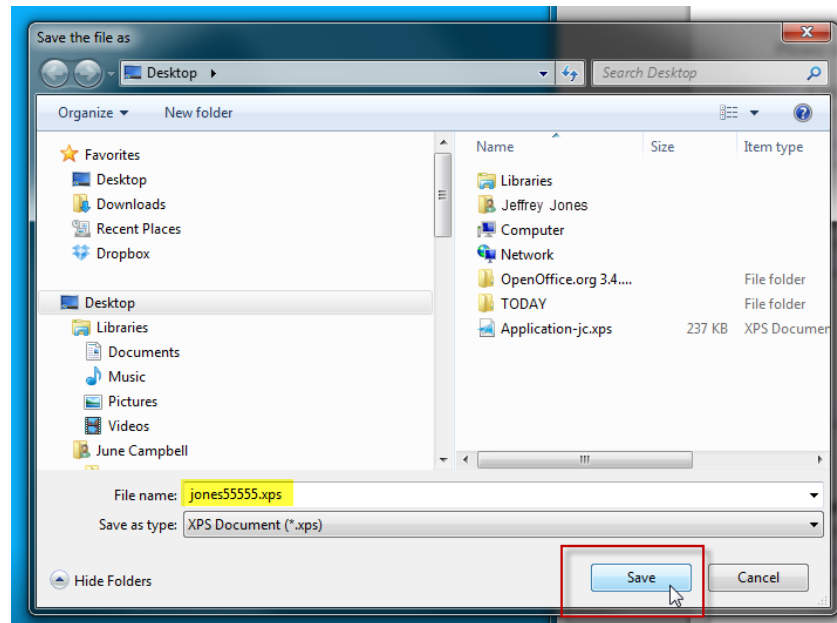 Save the file as
Desktop
Search Desktop
Organize
New folder
Favorites
Desktop
Downloads
Recent Places
Dropbox
Desktop
Libraries
Documents
Music
Pictures
Videos
June Campbell
Name Size Item type
Libraries
Jeffrey Jones
Computer
Network
OpenOffice.org 3.4.... File folder
TODAY File folder
Application-jc.xps 237 KB XPS Documen
File name: jones55555.xps
Save as type: XPS Document (*.xps)
Hide Folders
Save
Cancel